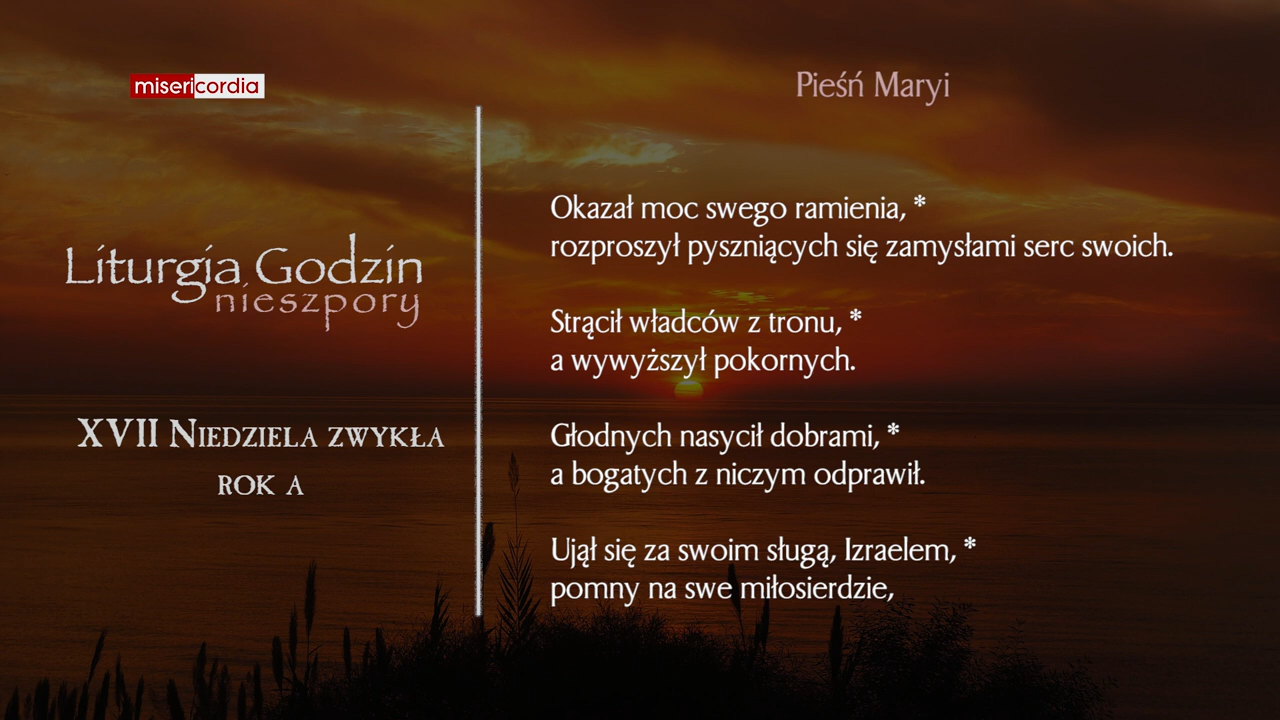 misericordia
Liturgia Godzin
nieszpory
XVII Niedziela zwykła
rok A
Pieśń Maryi
Okazał moc swego ramienia, *
rozproszył pyszniących się zamysłami serc swoich.
Strącił władców z tronu, *
a wywyższył pokornych.
Głodnych nasycił dobrami, *
a bogatych z niczym odprawił.
Ujął się za swoim sługą, Izraelem, *
pomny na swe miłosierdzie,